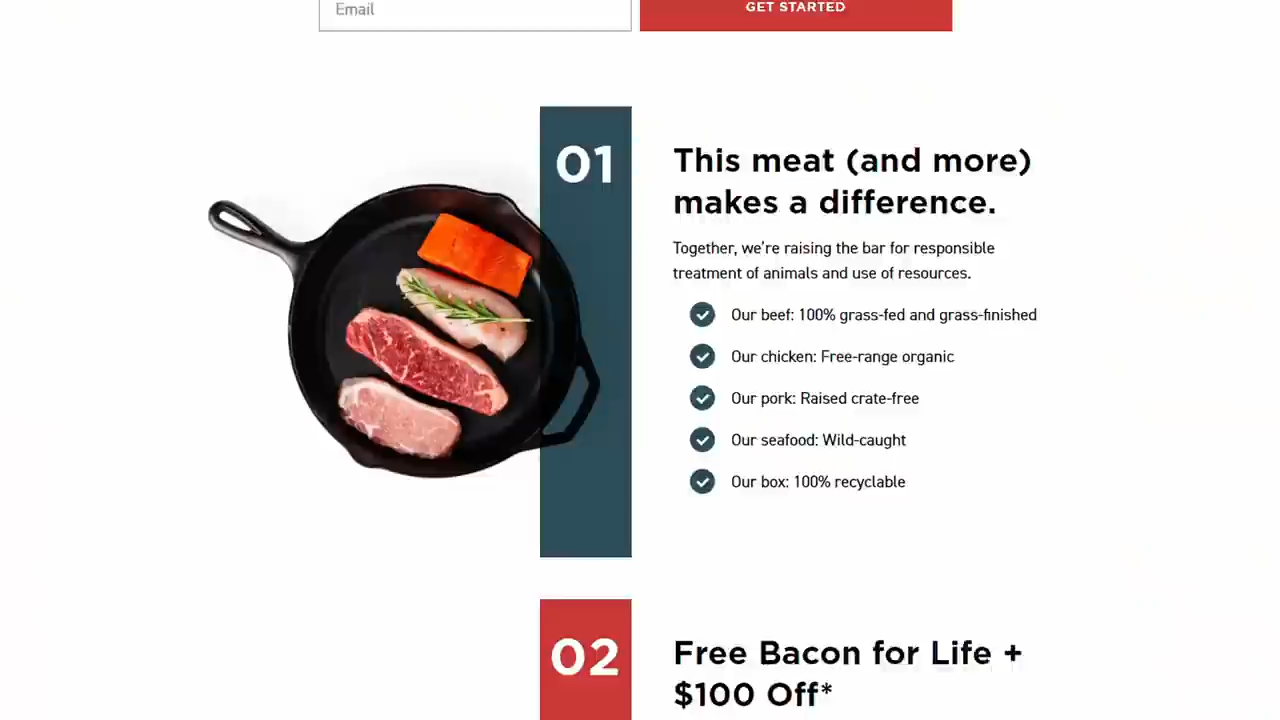 Email
GET STARTED
01
This meat (and more)
makes a difference.
Together, we're raising the bar for responsible
treatment of animals and use of resources.
Our beef: 100% grass-fed and grass-finished
Our chicken: Free-range organic
Our pork: Raised crate-free
Our seafood: Wild-caught
Our box: 100% recyclable
02
Free Bacon for Life +
$100 Off*